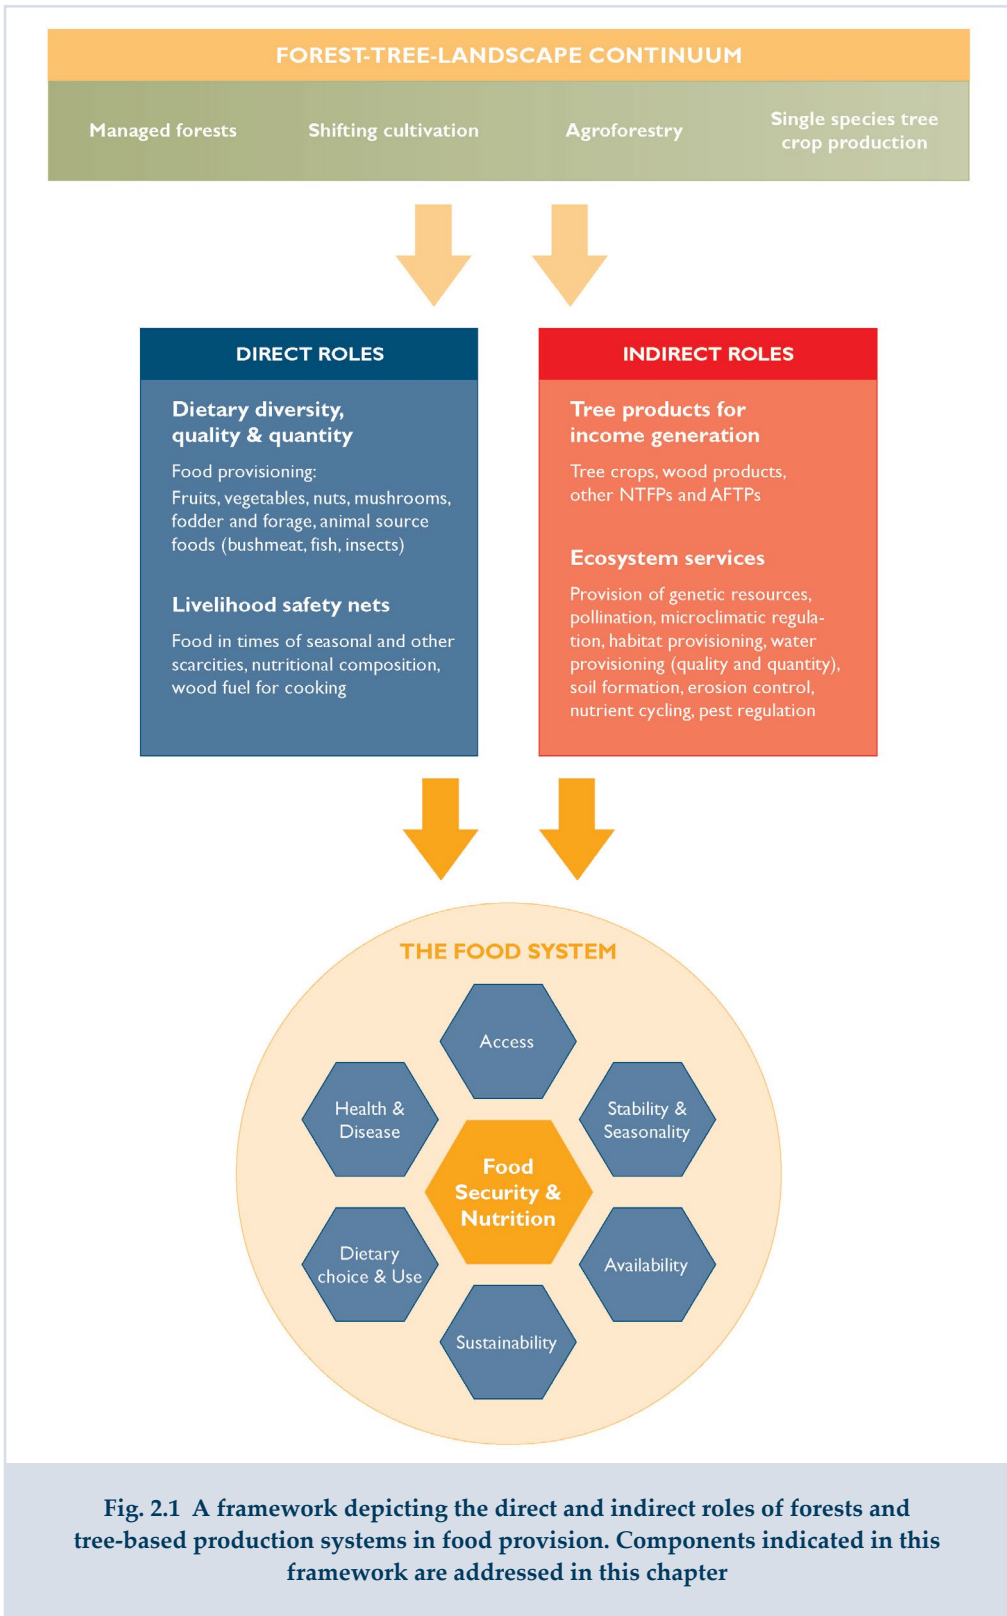 FOREST-TREE-LANDSCAPE CONTINUUM
Managed forests
Shifting cultivation
Agroforestry
Single species tree
crop production
DIRECT ROLES
Dietary diversity,
quality & quantity
Food provisioning:
Fruits, vegetables, nuts, mushrooms,
fodder and forage, animal source
foods (bushmeat, fish, insects)
Livelihood safety nets
Food in times of seasonal and other
scarcities, nutritional composition,
wood fuel for cooking
INDIRECT ROLES
Tree products for
income generation
Tree crops, wood products,
other NTFPs and AFTPs
Ecosystem services
Provision of genetic resources,
pollination, microclimatic regula-
tion, habitat provisioning, water
provisioning (quality and quantity),
soil formation, erosion control,
nutrient cycling, pest regulation
THE FOOD SYSTEM
Access
Health &
Disease
Stability &
Seasonality
Food
Security &
Nutrition
Dietary
choice & Use
Availability
Sustainability
Fig. 2.1 A framework depicting the direct and indirect roles of forests and
tree-based production systems in food provision. Components indicated in this
framework are addressed in this chapter